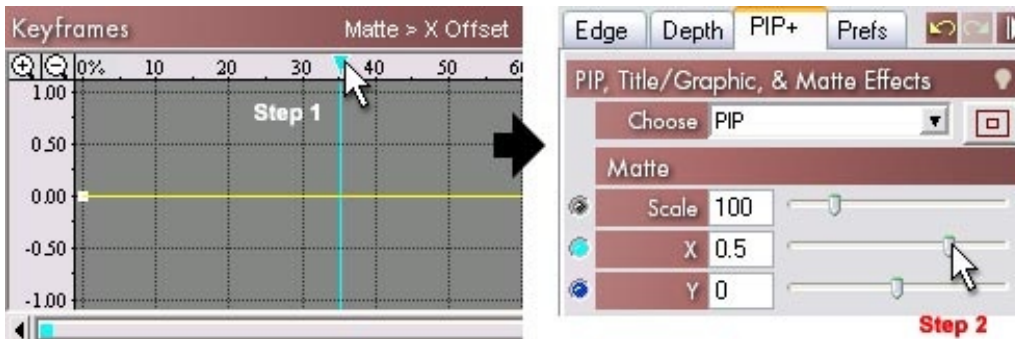 Keyframes Matte > X Offset
0% 10 20 30 40 50
1.00
Step 1
0.50
0.00
-0.50
-1.00
Edge Depth PIP+ Prefs
PIP, Title/Graphic, & Matte Effects
Choose PIP
Matte
Scale 100
X 0.5
Y 0
Step 2